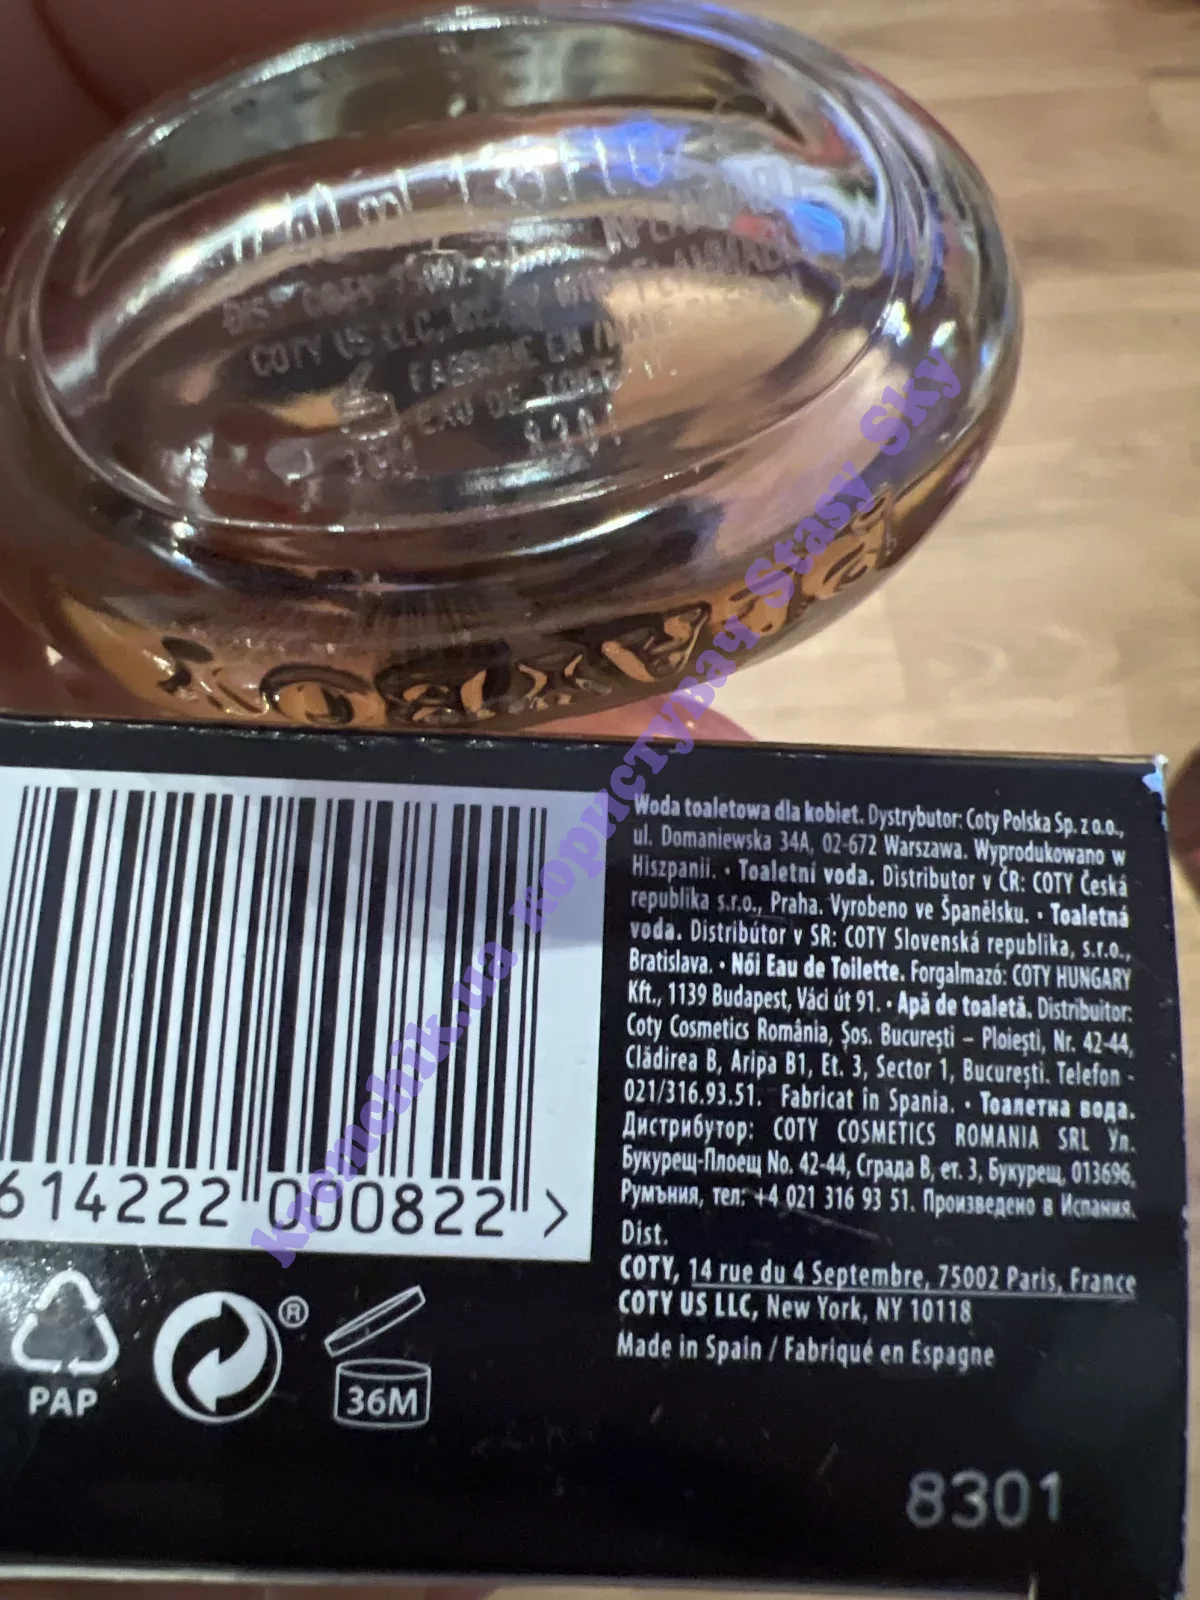 DIST. COTY
COTY US LLC,
EAU DE
8301
Woda toaletowa dla kobiet. Dystrybutor: Coty Polska Sp. z o.o.,
ul. Domaniewska 34A, 02-672 Warszawa. Wyprodukowano w
Hiszpanii. • Toaletní voda. Distributor v ČR: COTY Česká
republika s.r.o., Praha. Vyrobeno ve Španělsku. • Toaletná
voda. Distribútor v SR: COTY Slovenská republika, s.r.o.,
Bratislava. • Női Eau de Toilette. Forgalmazó: COTY HUNGARY
Kft., 1139 Budapest, Váci út 91. • Apă de toaletă. Distribuitor:
Coty Cosmetics România, Şos. Bucureşti – Ploieşti, Nr. 42-44,
Clădirea B, Aripa B1, Et. 3, Sector 1, Bucureşti. Telefon -
021/316.93.51. Fabricat în Spania. • Тоалетна вода.
Дистрибутор: COTY COSMETICS ROMANIA SRL Ул.
Букурещ-Плоещ No. 42-44, Сграда B, ет. 3, Букурещ, 013696,
Румъния, тел: +4 021 316 93 51. Произведено в Испания.
Dist.
COTY, 14 rue du 4 Septembre, 75002 Paris, France
COTY US LLC, New York, NY 10118
Made in Spain / Fabriqué en Espagne
614222 000822 >
PAP
®
36M
8301
kromchik.ua користувач Stasy Sky